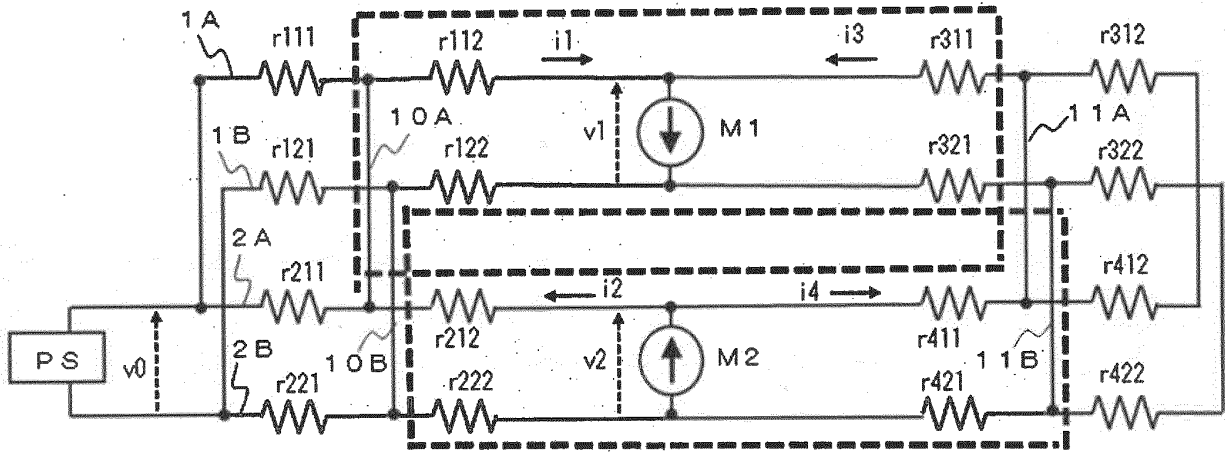 1A r111 r112 i1 i3 r311 r312
10A v1 M1 11A
1B r121 r122 r321 r322
2A r211 i2 i4 r412
r212 r411
PS v0 2B 10B v2 M2 11B
r221 r222 r421 r422